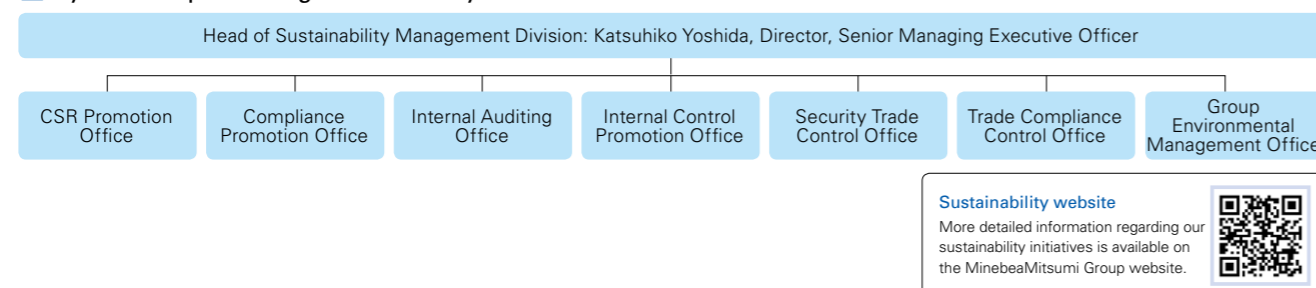 Head of Sustainability Management Division: Katsuhiko Yoshida, Director, Senior Managing Executive Officer
CSR Promotion
Office
Compliance
Promotion Office
Internal Auditing
Office
Internal Control
Promotion Office
Security Trade
Control Office
Trade Compliance
Control Office
Group
Environmental
Management Office
Sustainability website
More detailed information regarding our
sustainability initiatives is available on
the MinebeaMitsumi Group website.